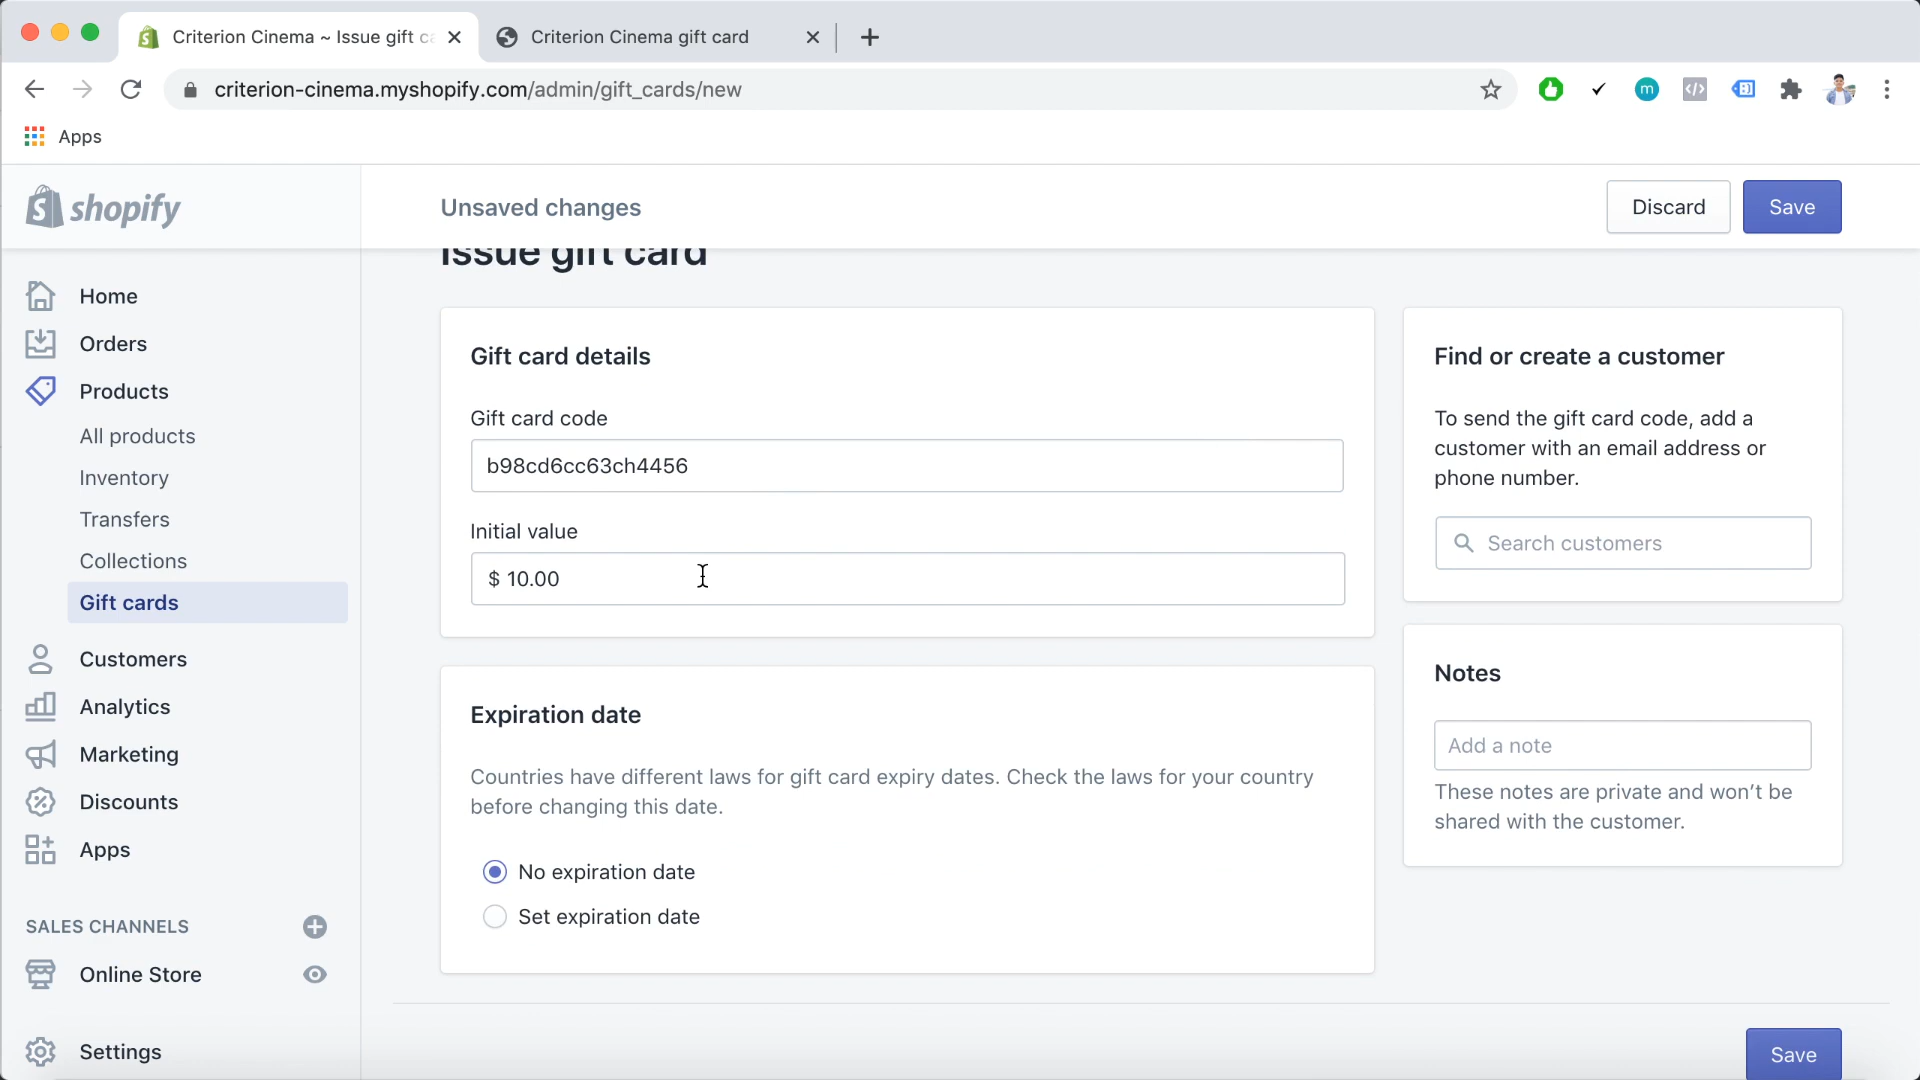 Criterion Cinema ~ Issue gift ca
Criterion Cinema gift card
criterion-cinema.myshopify.com/admin/gift_cards/new
Apps
shopify
Unsaved changes
Discard
Save
Issue gift card
Home
Orders
Products
All products
Inventory
Transfers
Collections
Gift cards
Customers
Analytics
Marketing
Discounts
Apps
SALES CHANNELS
Online Store
Settings
Gift card details
Gift card code
b98cd6cc63ch4456
Initial value
$ 10.00
Expiration date
Countries have different laws for gift card expiry dates. Check the laws for your country
before changing this date.
No expiration date
Set expiration date
Find or create a customer
To send the gift card code, add a
customer with an email address or
phone number.
Search customers
Notes
Add a note
These notes are private and won’t be
shared with the customer.
Save